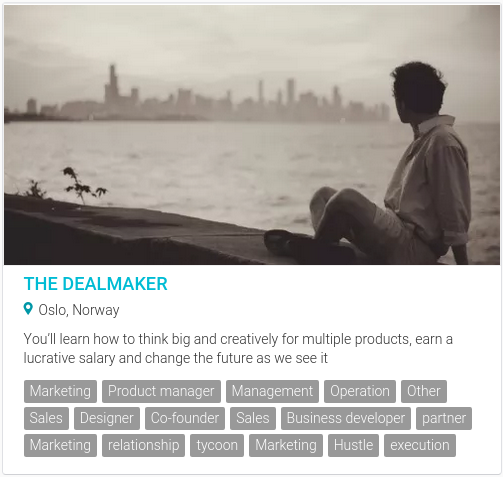 THE DEALMAKER
Oslo, Norway
You'll learn how to think big and creatively for multiple products, earn a
lucrative salary and change the future as we see it
Marketing Product manager Management Operation Other
Sales Designer Co-founder Sales Business developer partner
Marketing relationship tycoon Marketing Hustle execution